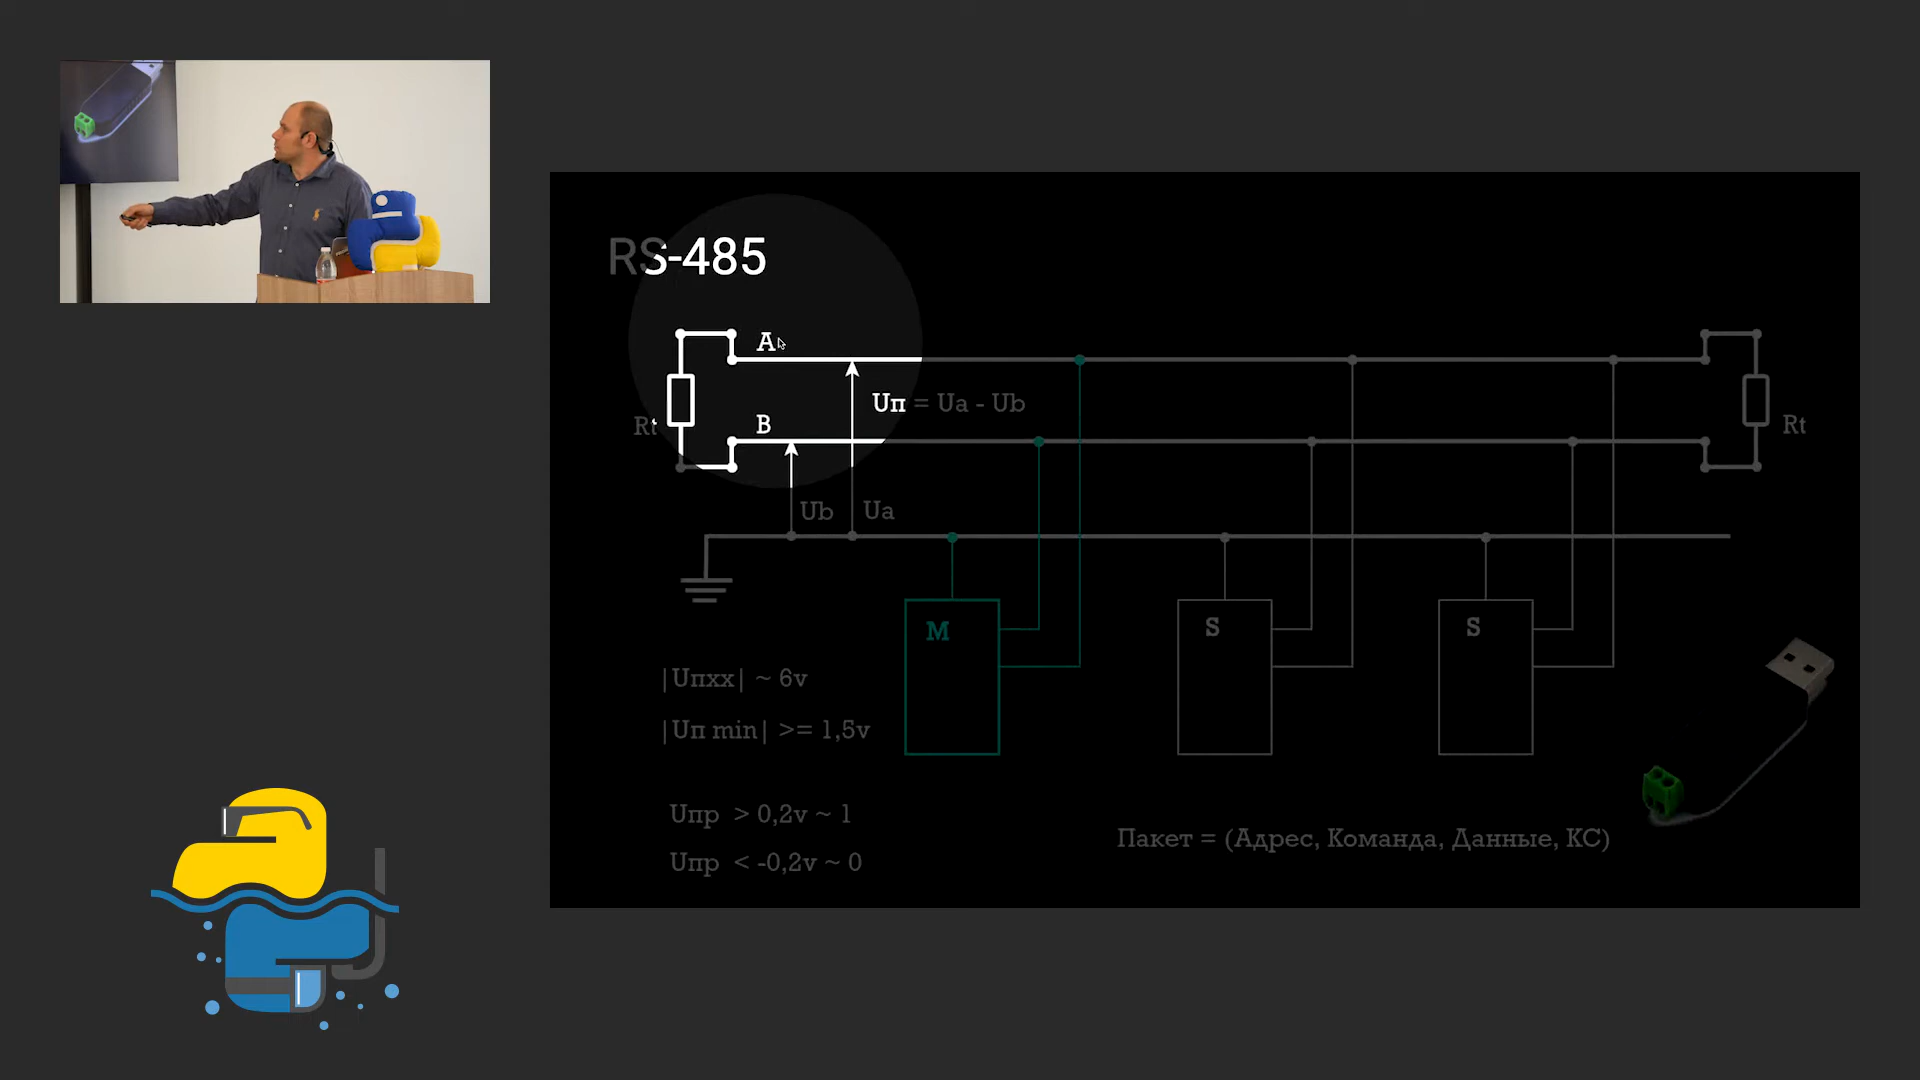 RS-485
A
Uп = Ua - Ub
B
Rt
Rt
Ub
Ua
M
S
S
|Uпхх| ~ 6v
|Uп min| >= 1,5v
Uпр > 0,2v ~ 1
Uпр < -0,2v ~ 0
Пакет = (Адрес, Команда, Данные, КС)